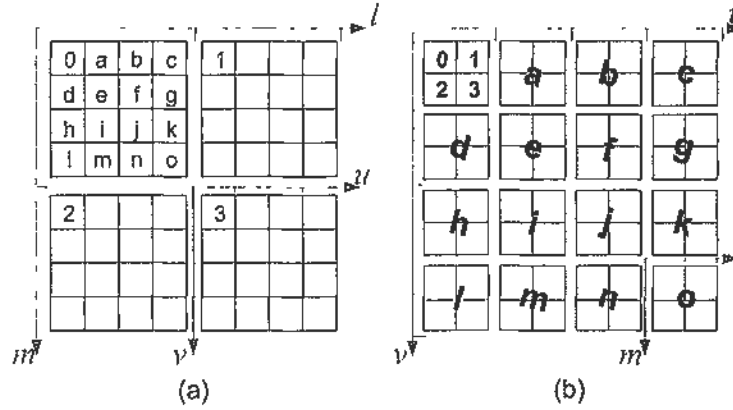 l
0 a b c 1
d e f g
h i j k
l m n o
u
2 3
m v
(a)
0 1 a b c
2 3
d e f g
h i j k
l m n o
v m
(b)